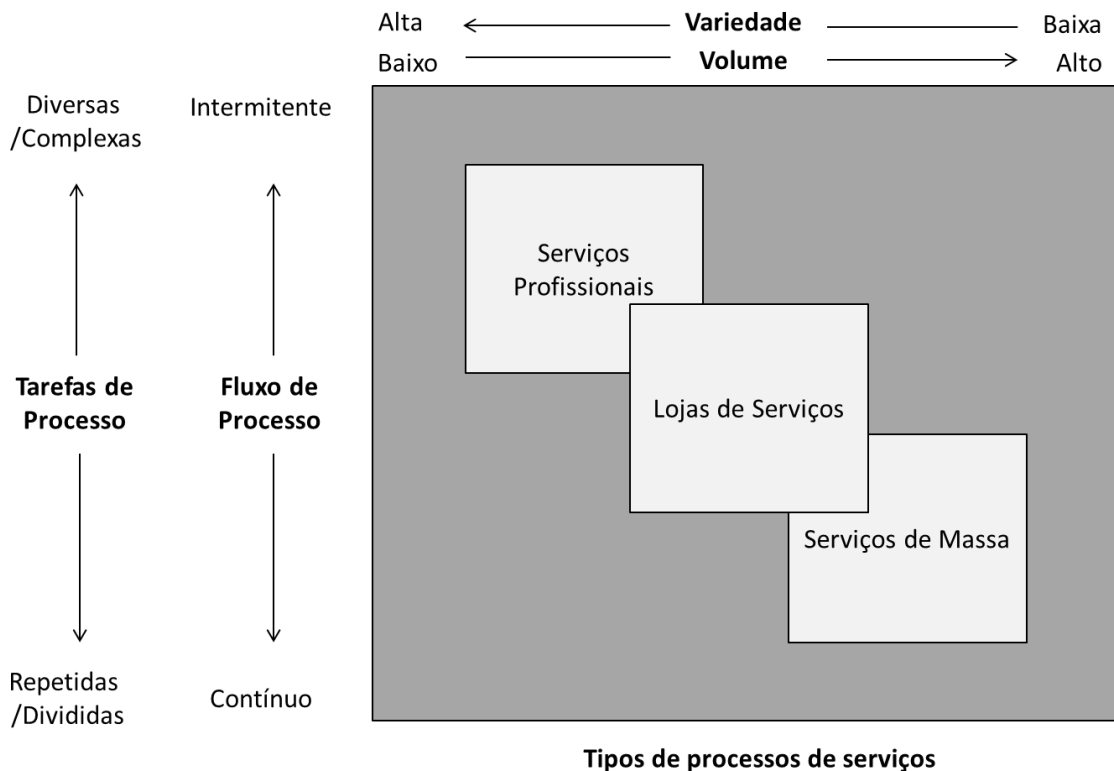 Alta Variedade Baixa
Baixo Volume Alto
Diversas
/Complexas
Intermitente
Tarefas de
Processo
Fluxo de
Processo
Repetidas
/Divididas
Contínuo
Serviços
Profissionais
Lojas de Serviços
Serviços de Massa
Tipos de processos de serviços